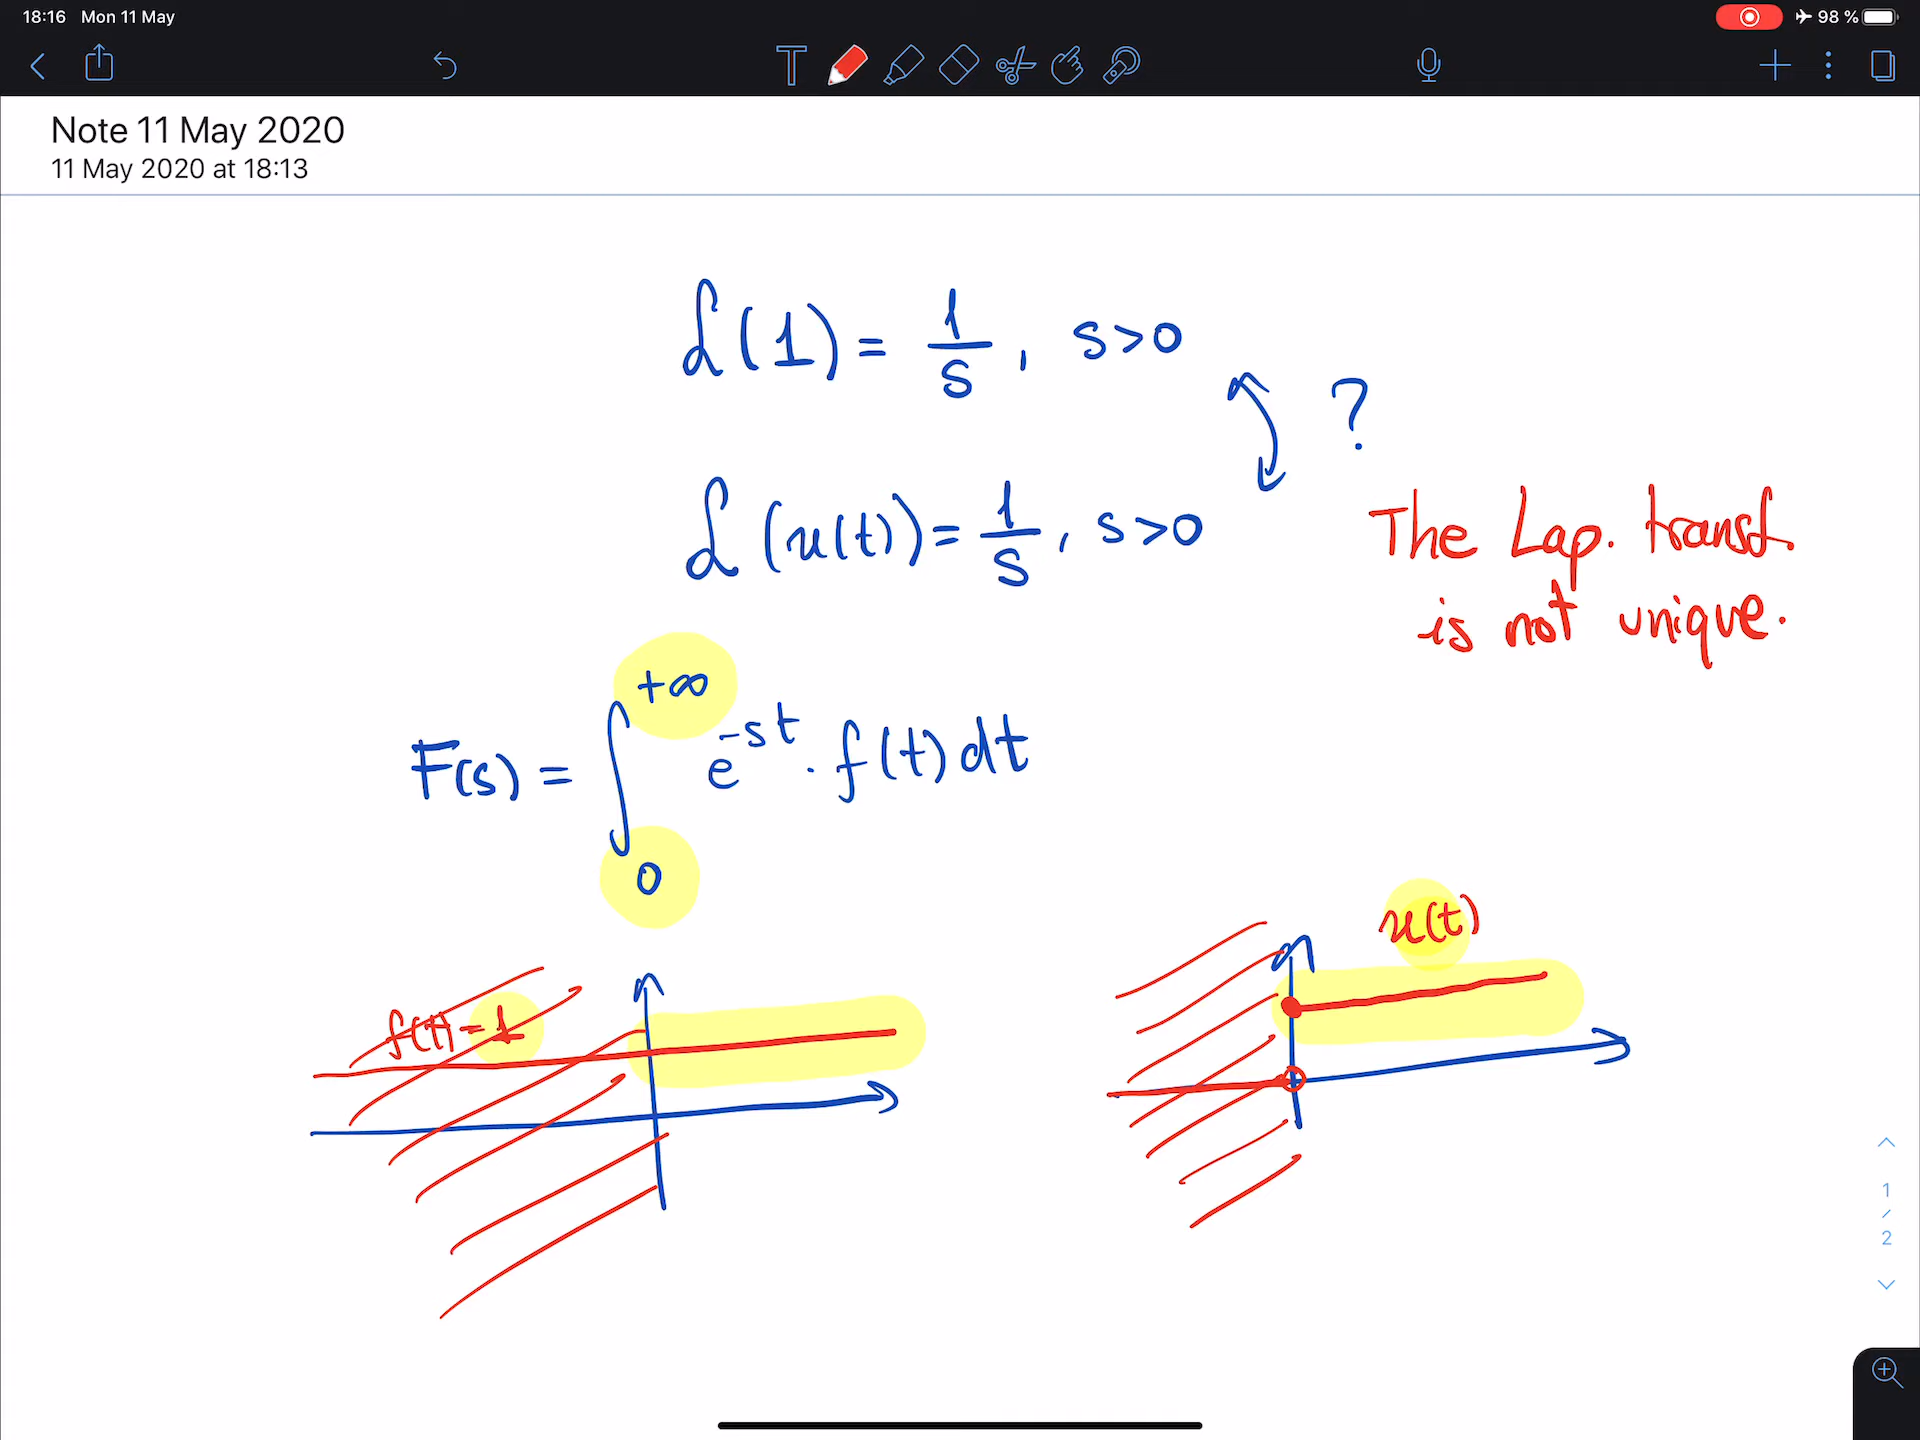 18:16 Mon 11 May
98 %
Note 11 May 2020
11 May 2020 at 18:13
ℒ(1) = 1/s , s>0
?
ℒ(u(t)) = 1/s , s>0
The Lap. transf.
is not unique.
F(s) = ∫₀^{+∞} e^{-st} · f(t) dt
u(t)
f(t) = 1
1
/
2